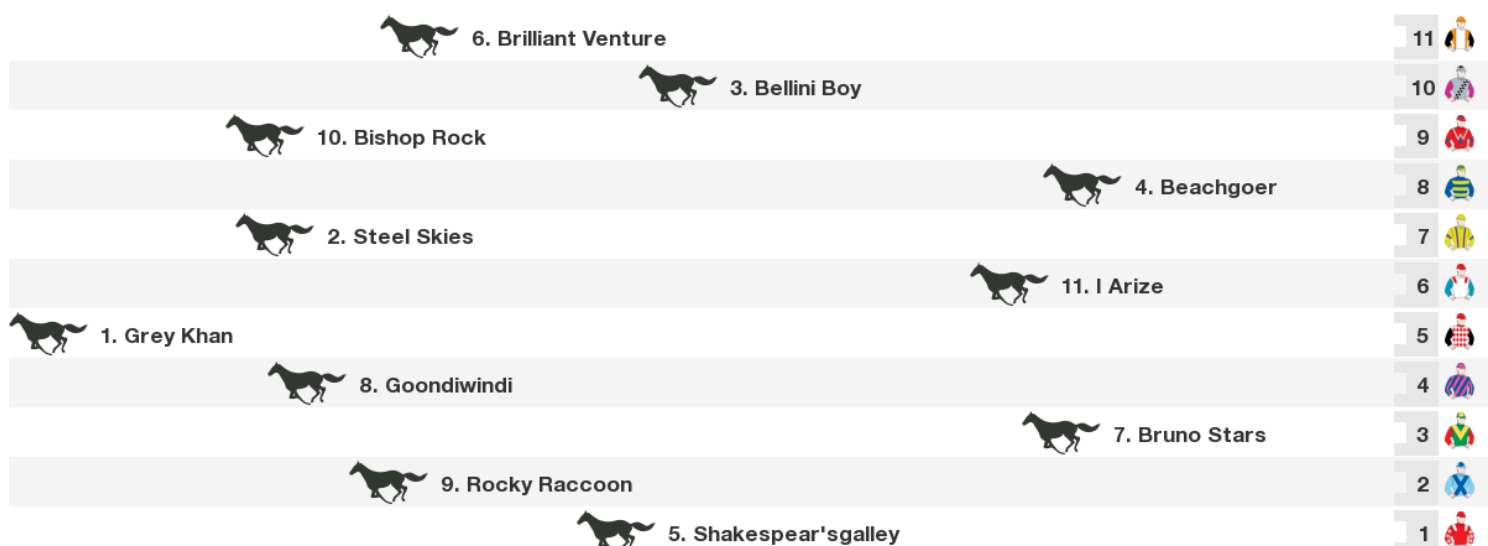 6. Brilliant Venture 11
3. Bellini Boy 10
10. Bishop Rock 9
4. Beachgoer 8
2. Steel Skies 7
11. I Arize 6
1. Grey Khan 5
8. Goondiwindi 4
7. Bruno Stars 3
9. Rocky Raccoon 2
5. Shakespear'sgalley 1